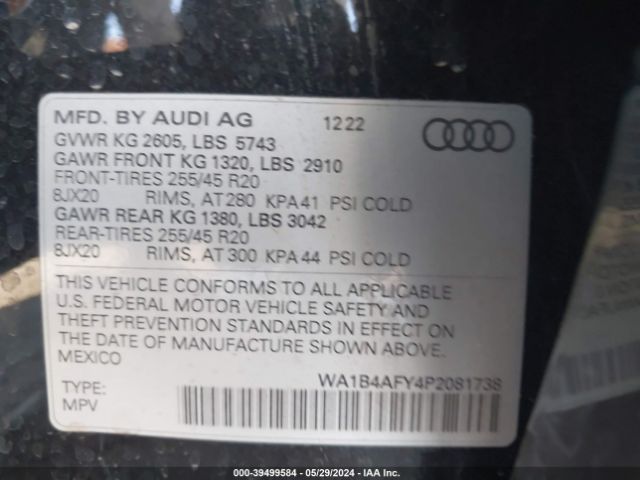 MFD. BY AUDI AG 1222
GVWR KG 2605, LBS 5743
GAWR FRONT KG 1320, LBS 2910
FRONT-TIRES 255/45 R20
8JX20 RIMS, AT 280 KPA 41 PSI COLD
GAWR REAR KG 1380, LBS 3042
REAR-TIRES 255/45 R20
8JX20 RIMS, AT 300 KPA 44 PSI COLD
THIS VEHICLE CONFORMS TO ALL APPLICABLE
U.S. FEDERAL MOTOR VEHICLE SAFETY AND
THEFT PREVENTION STANDARDS IN EFFECT ON
THE DATE OF MANUFACTURE SHOWN ABOVE.
MEXICO
WA1B4AFY4P2081738
TYPE:
MPV
000-39499584 - 05/29/2024 - IAA Inc.